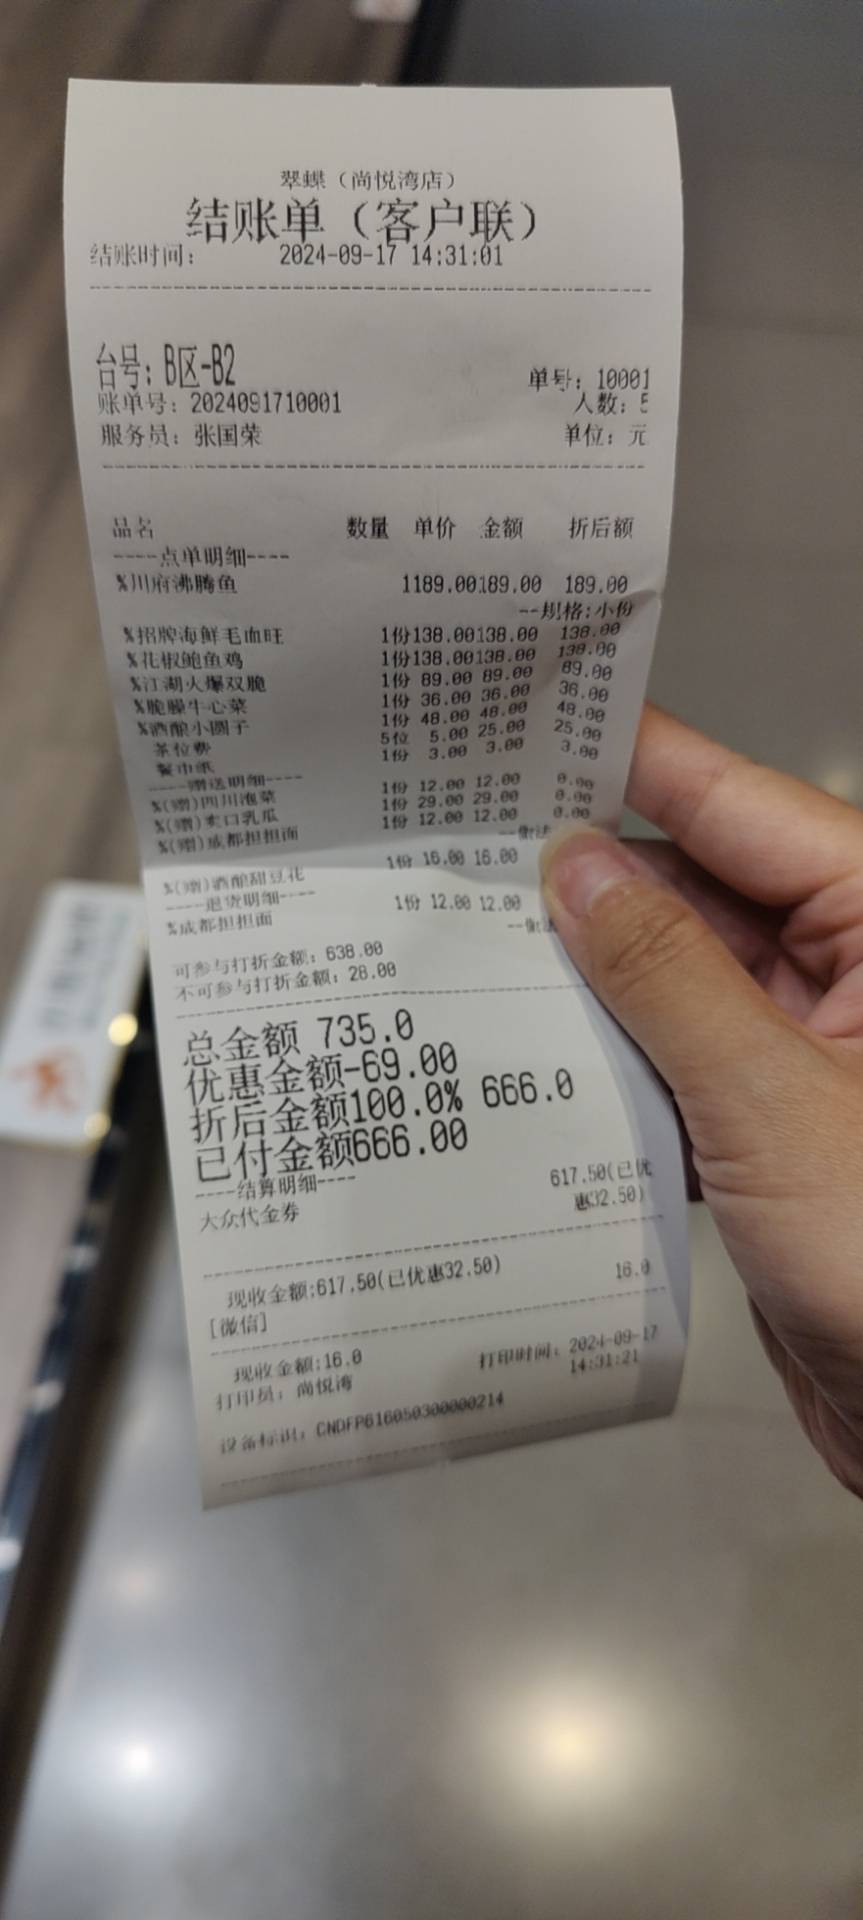 翠蝶（尚悦湾店）
结账单（客户联）
结账时间： 2024-09-17 14:31:01
台号：B区-B2
单号：10001
账单号：2024091710001 人数：5
服务员：张国荣 单位：元
品名 数量 单价 金额 折后额
----点单明细----
%川府沸腾鱼 1189.00189.00 189.00
--规格:小份
%招牌海鲜毛血旺 1份138.00138.00 138.00
%花椒鲍鱼鸡 1份138.00138.00 138.00
%江湖火爆双脆 1份 89.00 89.00 89.00
%脆臊牛心菜 1份 36.00 36.00 36.00
%酒酿小圆子 1份 48.00 48.00 48.00
茶位费 5位 5.00 25.00 25.00
餐巾纸 1份 3.00 3.00 3.00
----赠送明细----
%(赠)四川泡菜 1份 12.00 12.00 0.00
%(赠)爽口乳瓜 1份 29.00 29.00 0.00
%(赠)成都担担面 1份 12.00 12.00 0.00
--做法
%(赠)酒酿甜豆花 1份 16.00 16.00
----退货明细----
%成都担担面 1份 12.00 12.00
--做法
可参与打折金额：638.00
不可参与打折金额：28.00
总金额 735.0
优惠金额-69.00
折后金额100.0% 666.0
已付金额666.00
----结算明细----
大众代金券 617.50(已优
惠32.50)
现收金额:617.50(已优惠32.50)
[微信] 16.0
现收金额:16.0
打印员：尚悦湾 打印时间：2024-09-17
14:31:21
设备标识：CNDFP616050300000214